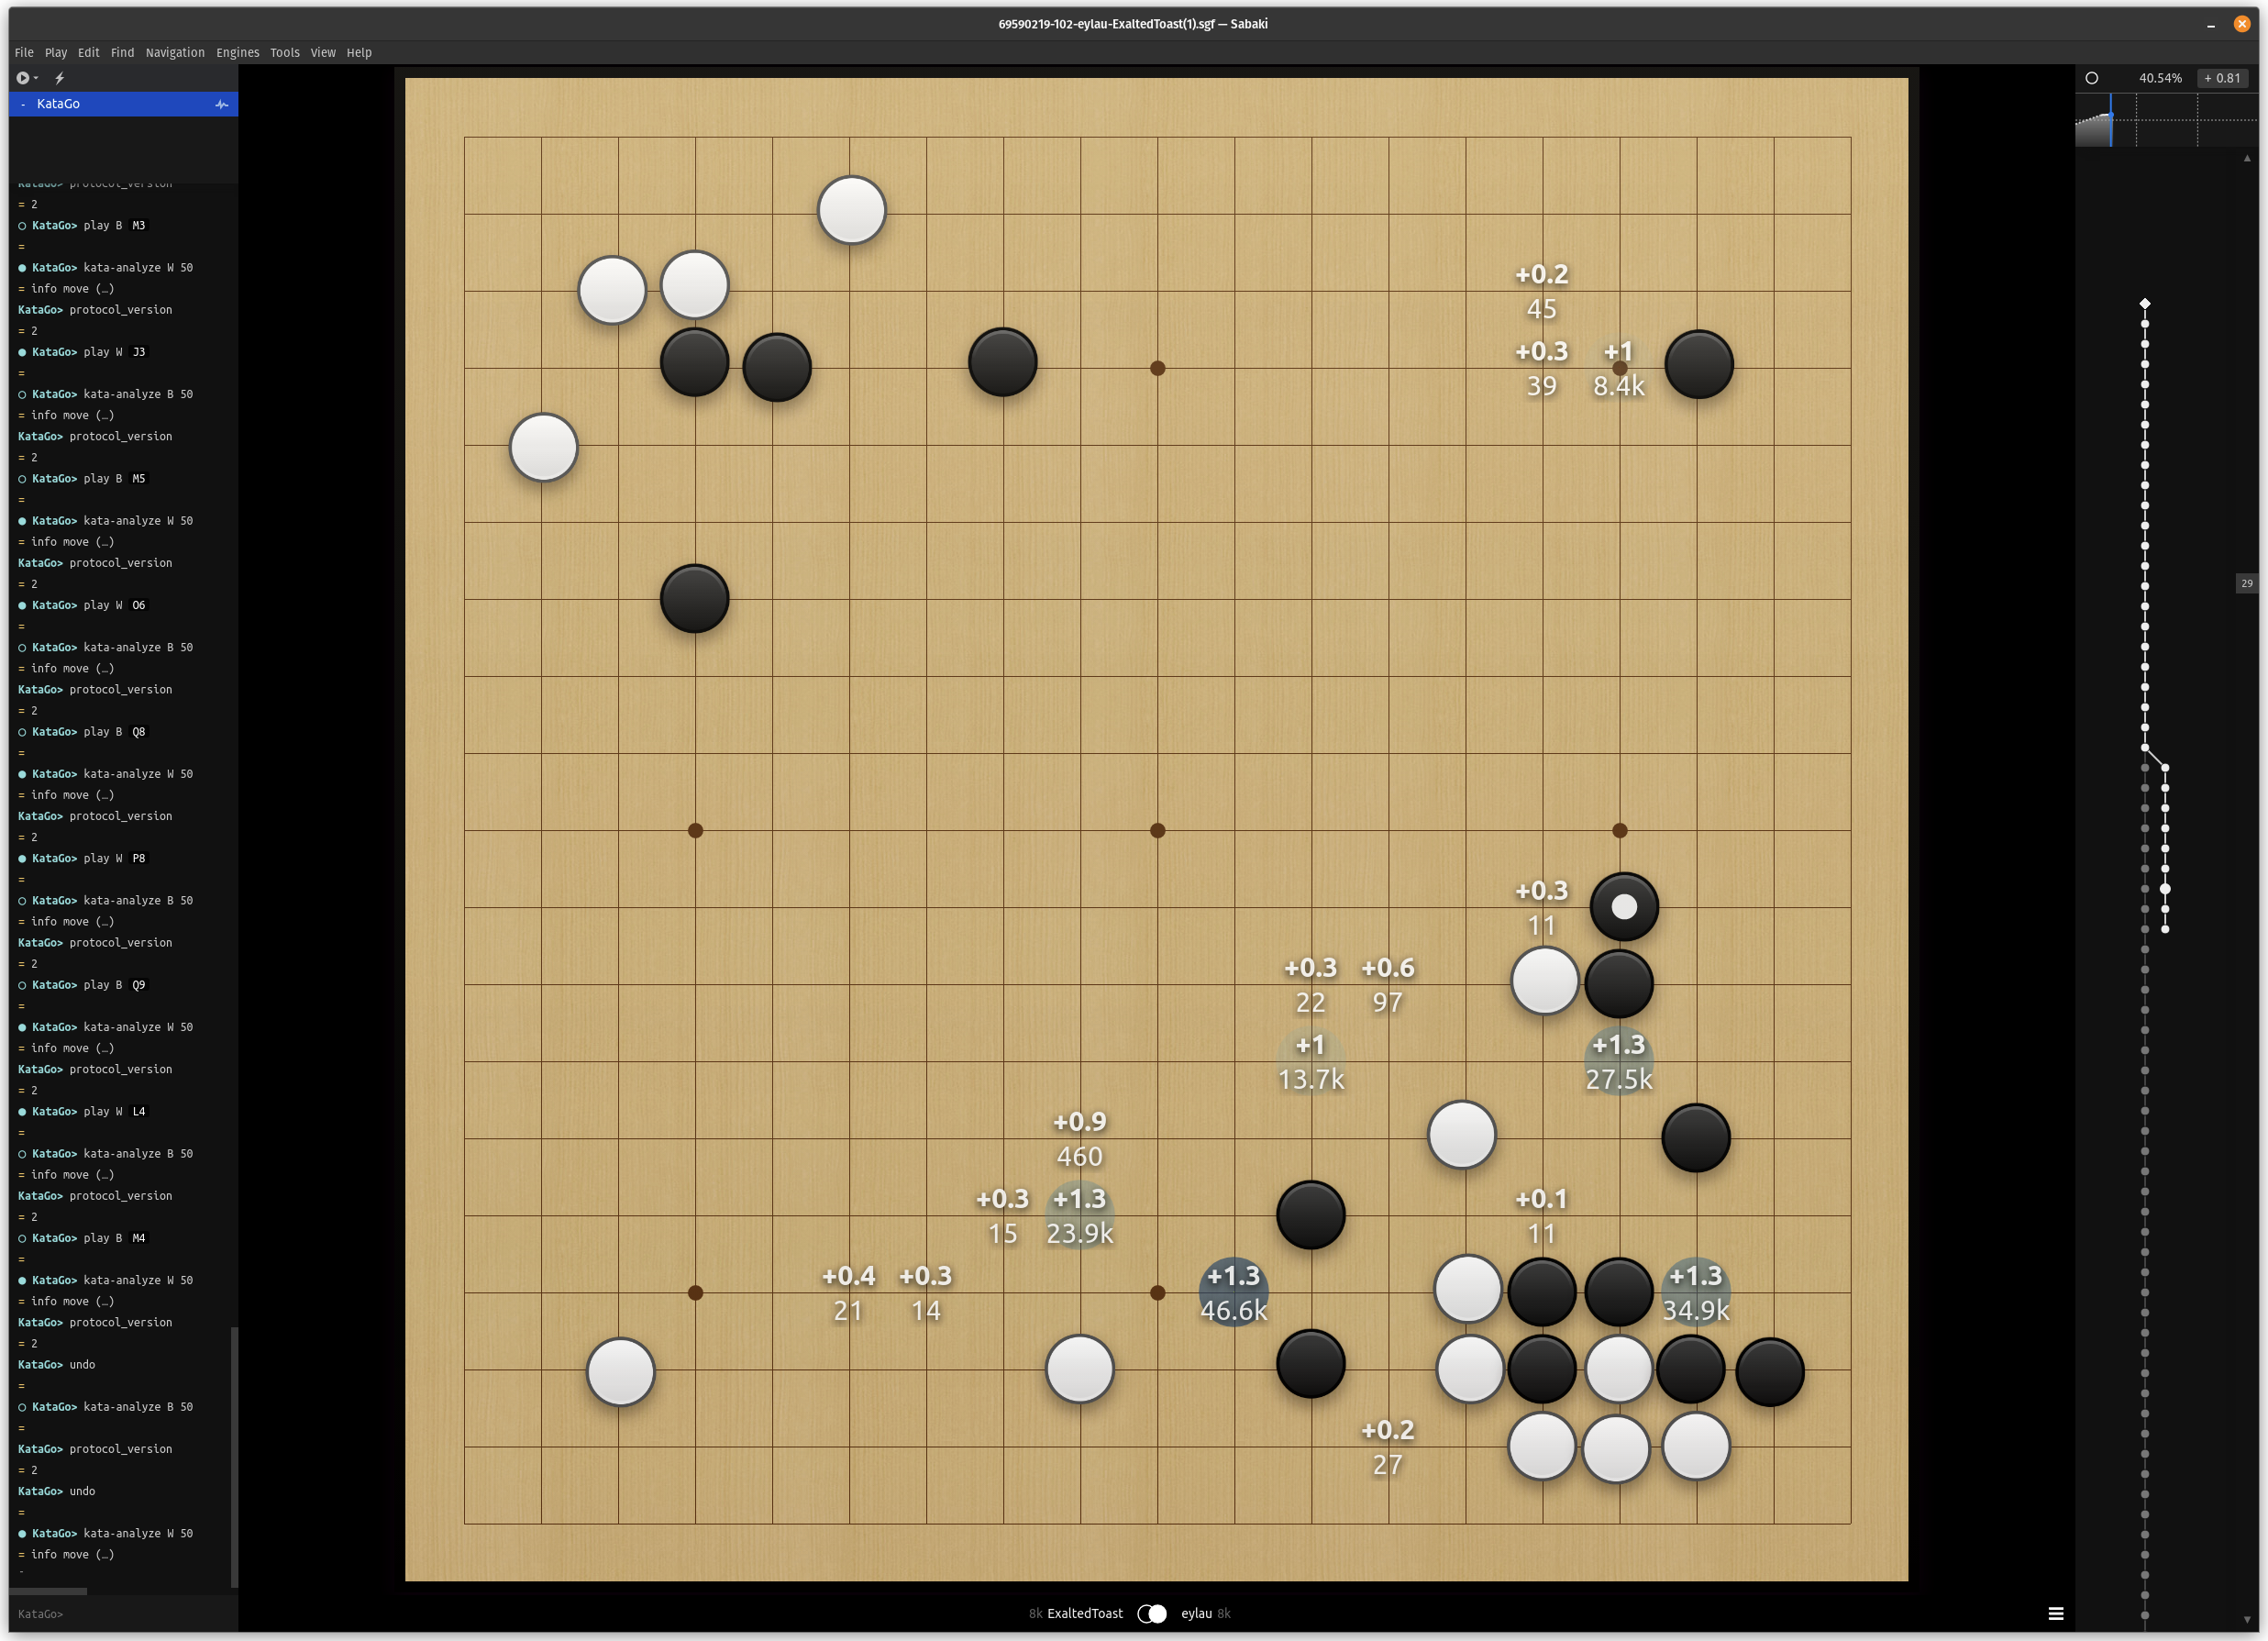 69590219-102-eylau-ExaltedToast(1).sgf — Sabaki
File Play Edit Find Navigation Engines Tools View Help
- KataGo
KataGo> protocol_version
= 2
KataGo> play B M3
=
KataGo> kata-analyze W 50
= info move (…)
KataGo> protocol_version
= 2
KataGo> play W J3
=
KataGo> kata-analyze B 50
= info move (…)
KataGo> protocol_version
= 2
KataGo> play B M5
=
KataGo> kata-analyze W 50
= info move (…)
KataGo> protocol_version
= 2
KataGo> play W O6
=
KataGo> kata-analyze B 50
= info move (…)
KataGo> protocol_version
= 2
KataGo> play B Q8
=
KataGo> kata-analyze W 50
= info move (…)
KataGo> protocol_version
= 2
KataGo> play W P8
=
KataGo> kata-analyze B 50
= info move (…)
KataGo> protocol_version
= 2
KataGo> play B Q9
=
KataGo> kata-analyze W 50
= info move (…)
KataGo> protocol_version
= 2
KataGo> play W L4
=
KataGo> kata-analyze B 50
= info move (…)
KataGo> protocol_version
= 2
KataGo> play B M4
=
KataGo> kata-analyze W 50
= info move (…)
KataGo> protocol_version
= 2
KataGo> undo
=
KataGo> kata-analyze B 50
=
KataGo> protocol_version
= 2
KataGo> undo
=
KataGo> kata-analyze W 50
= info move (…)
KataGo>
+0.2
45
+0.3 +1
39 8.4k
+0.3
11
+0.3 +0.6
22 97
+1 +1.3
13.7k 27.5k
+0.9
460
+0.3 +1.3 +0.1
15 23.9k 11
+0.4 +0.3 +1.3 +1.3
21 14 46.6k 34.9k
+0.2
27
8k ExaltedToast eylau 8k
40.54% + 0.81
29